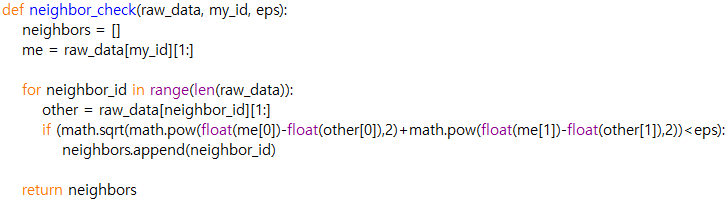 def neighbor_check(raw_data, my_id, eps):
    neighbors = []
    me = raw_data[my_id][1:]

    for neighbor_id in range(len(raw_data)):
        other = raw_data[neighbor_id][1:]
        if (math.sqrt(math.pow(float(me[0])-float(other[0]),2)+math.pow(float(me[1])-float(other[1]),2))<eps):
            neighbors.append(neighbor_id)

    return neighbors